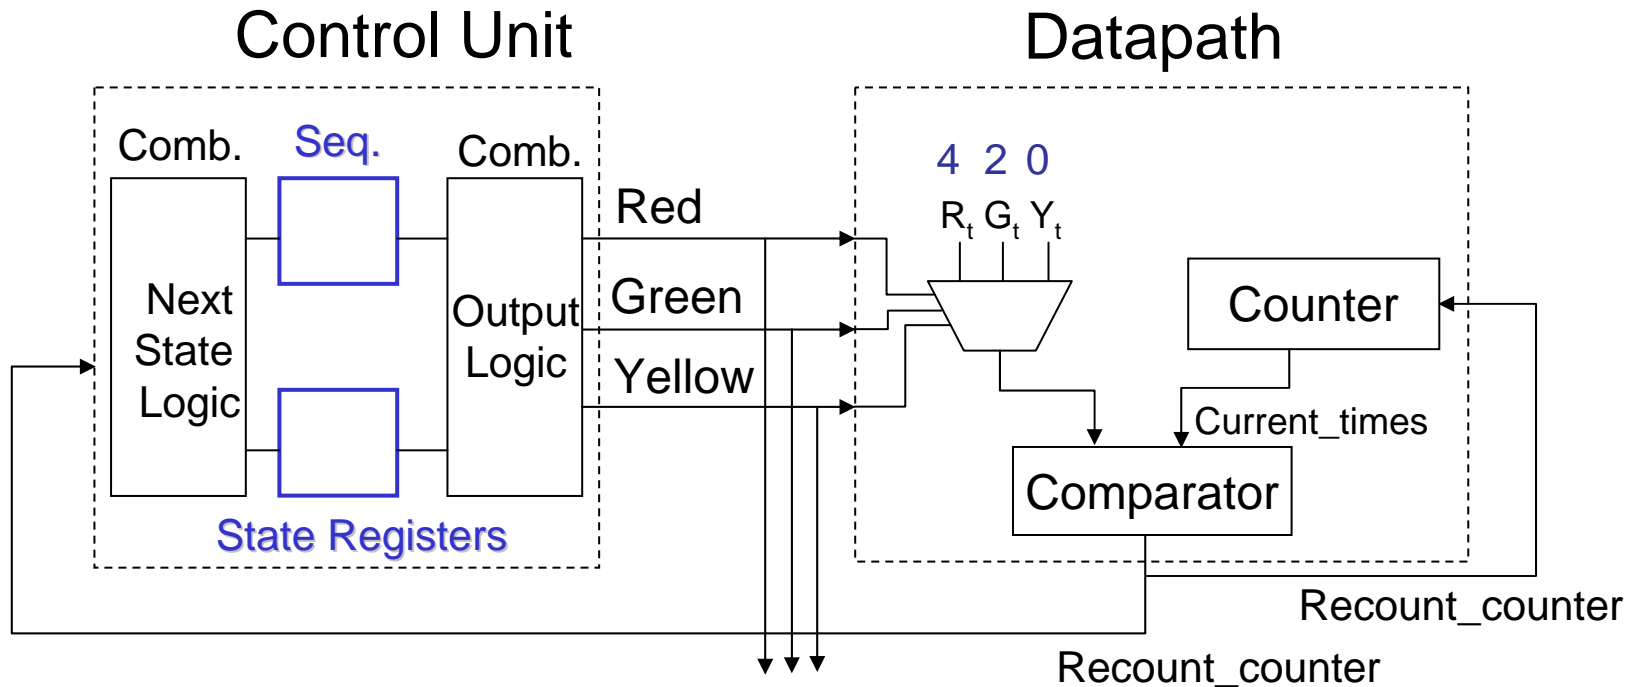 Control Unit
Datapath
Comb.
Seq.
Comb.
Next
State
Logic
Output
Logic
State Registers
Red
Green
Yellow
4 2 0
Rt Gt Yt
Counter
Current_times
Comparator
Recount_counter
Recount_counter